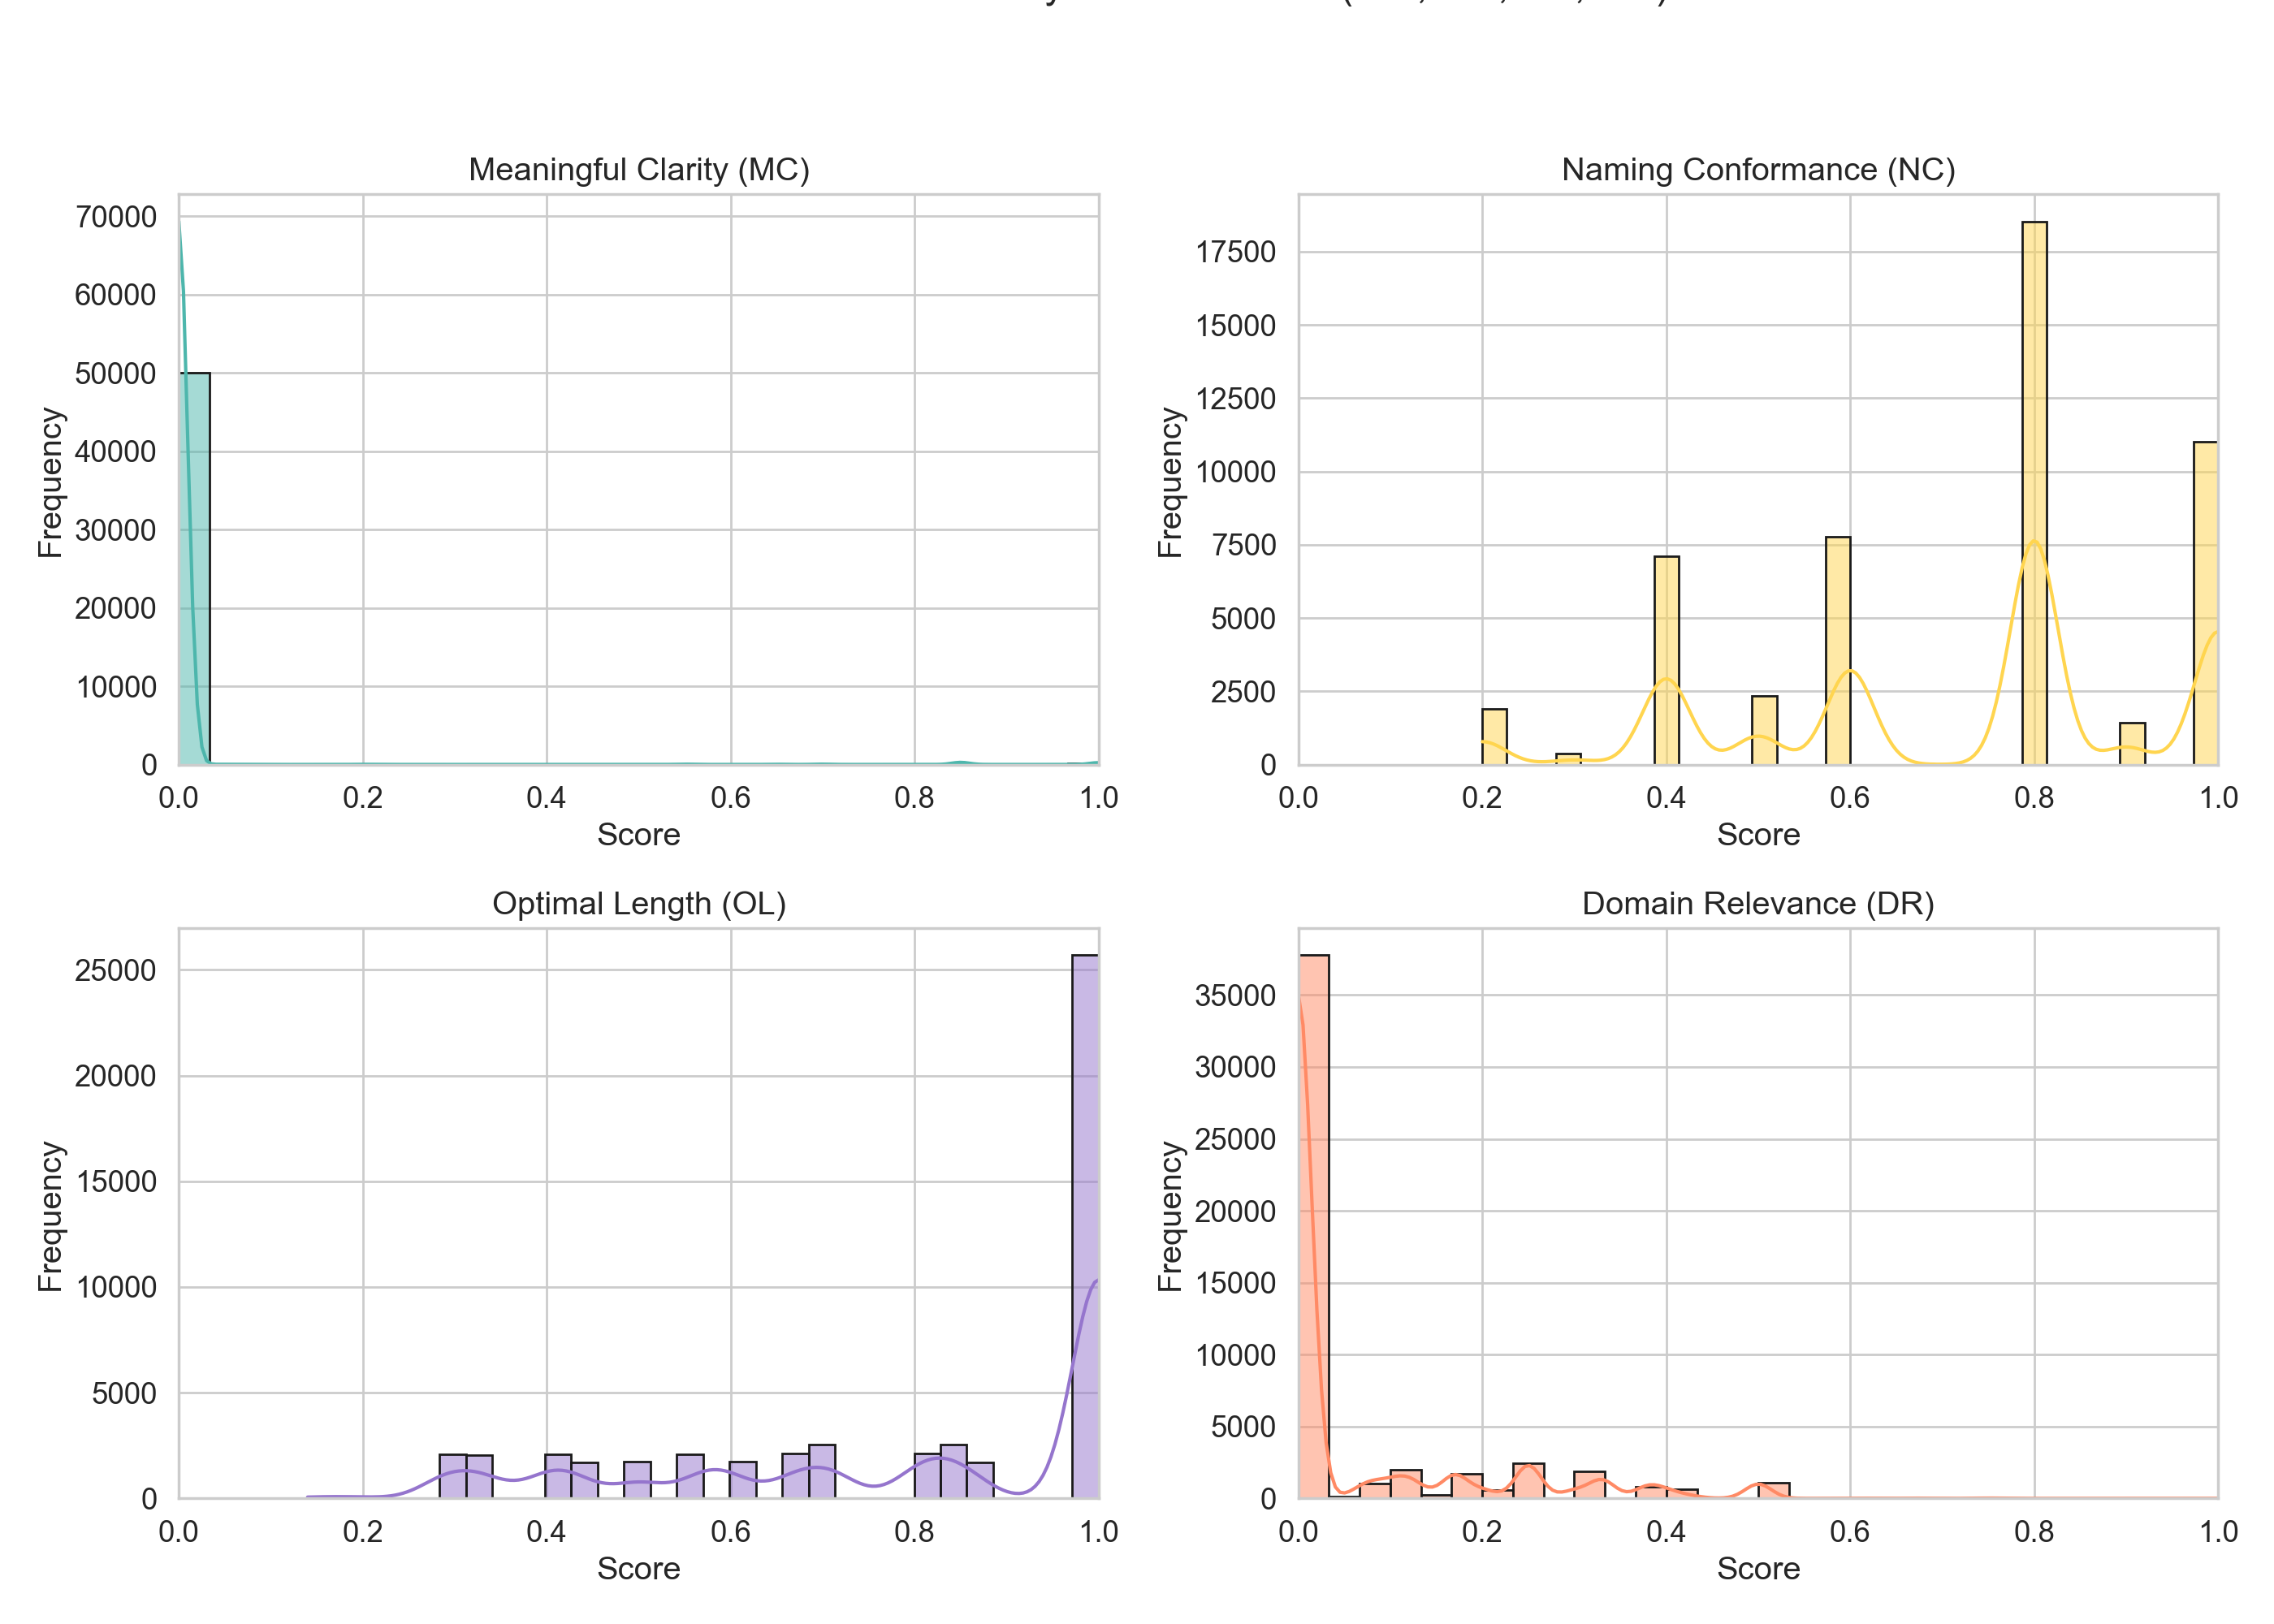 Meaningful Clarity (MC)
70000
60000
50000
40000
30000
20000
10000
0
Frequency
0.0 0.2 0.4 0.6 0.8 1.0
Score
Naming Conformance (NC)
17500
15000
12500
10000
7500
5000
2500
0
Frequency
0.0 0.2 0.4 0.6 0.8 1.0
Score
Optimal Length (OL)
25000
20000
15000
10000
5000
0
Frequency
0.0 0.2 0.4 0.6 0.8 1.0
Score
Domain Relevance (DR)
35000
30000
25000
20000
15000
10000
5000
0
Frequency
0.0 0.2 0.4 0.6 0.8 1.0
Score